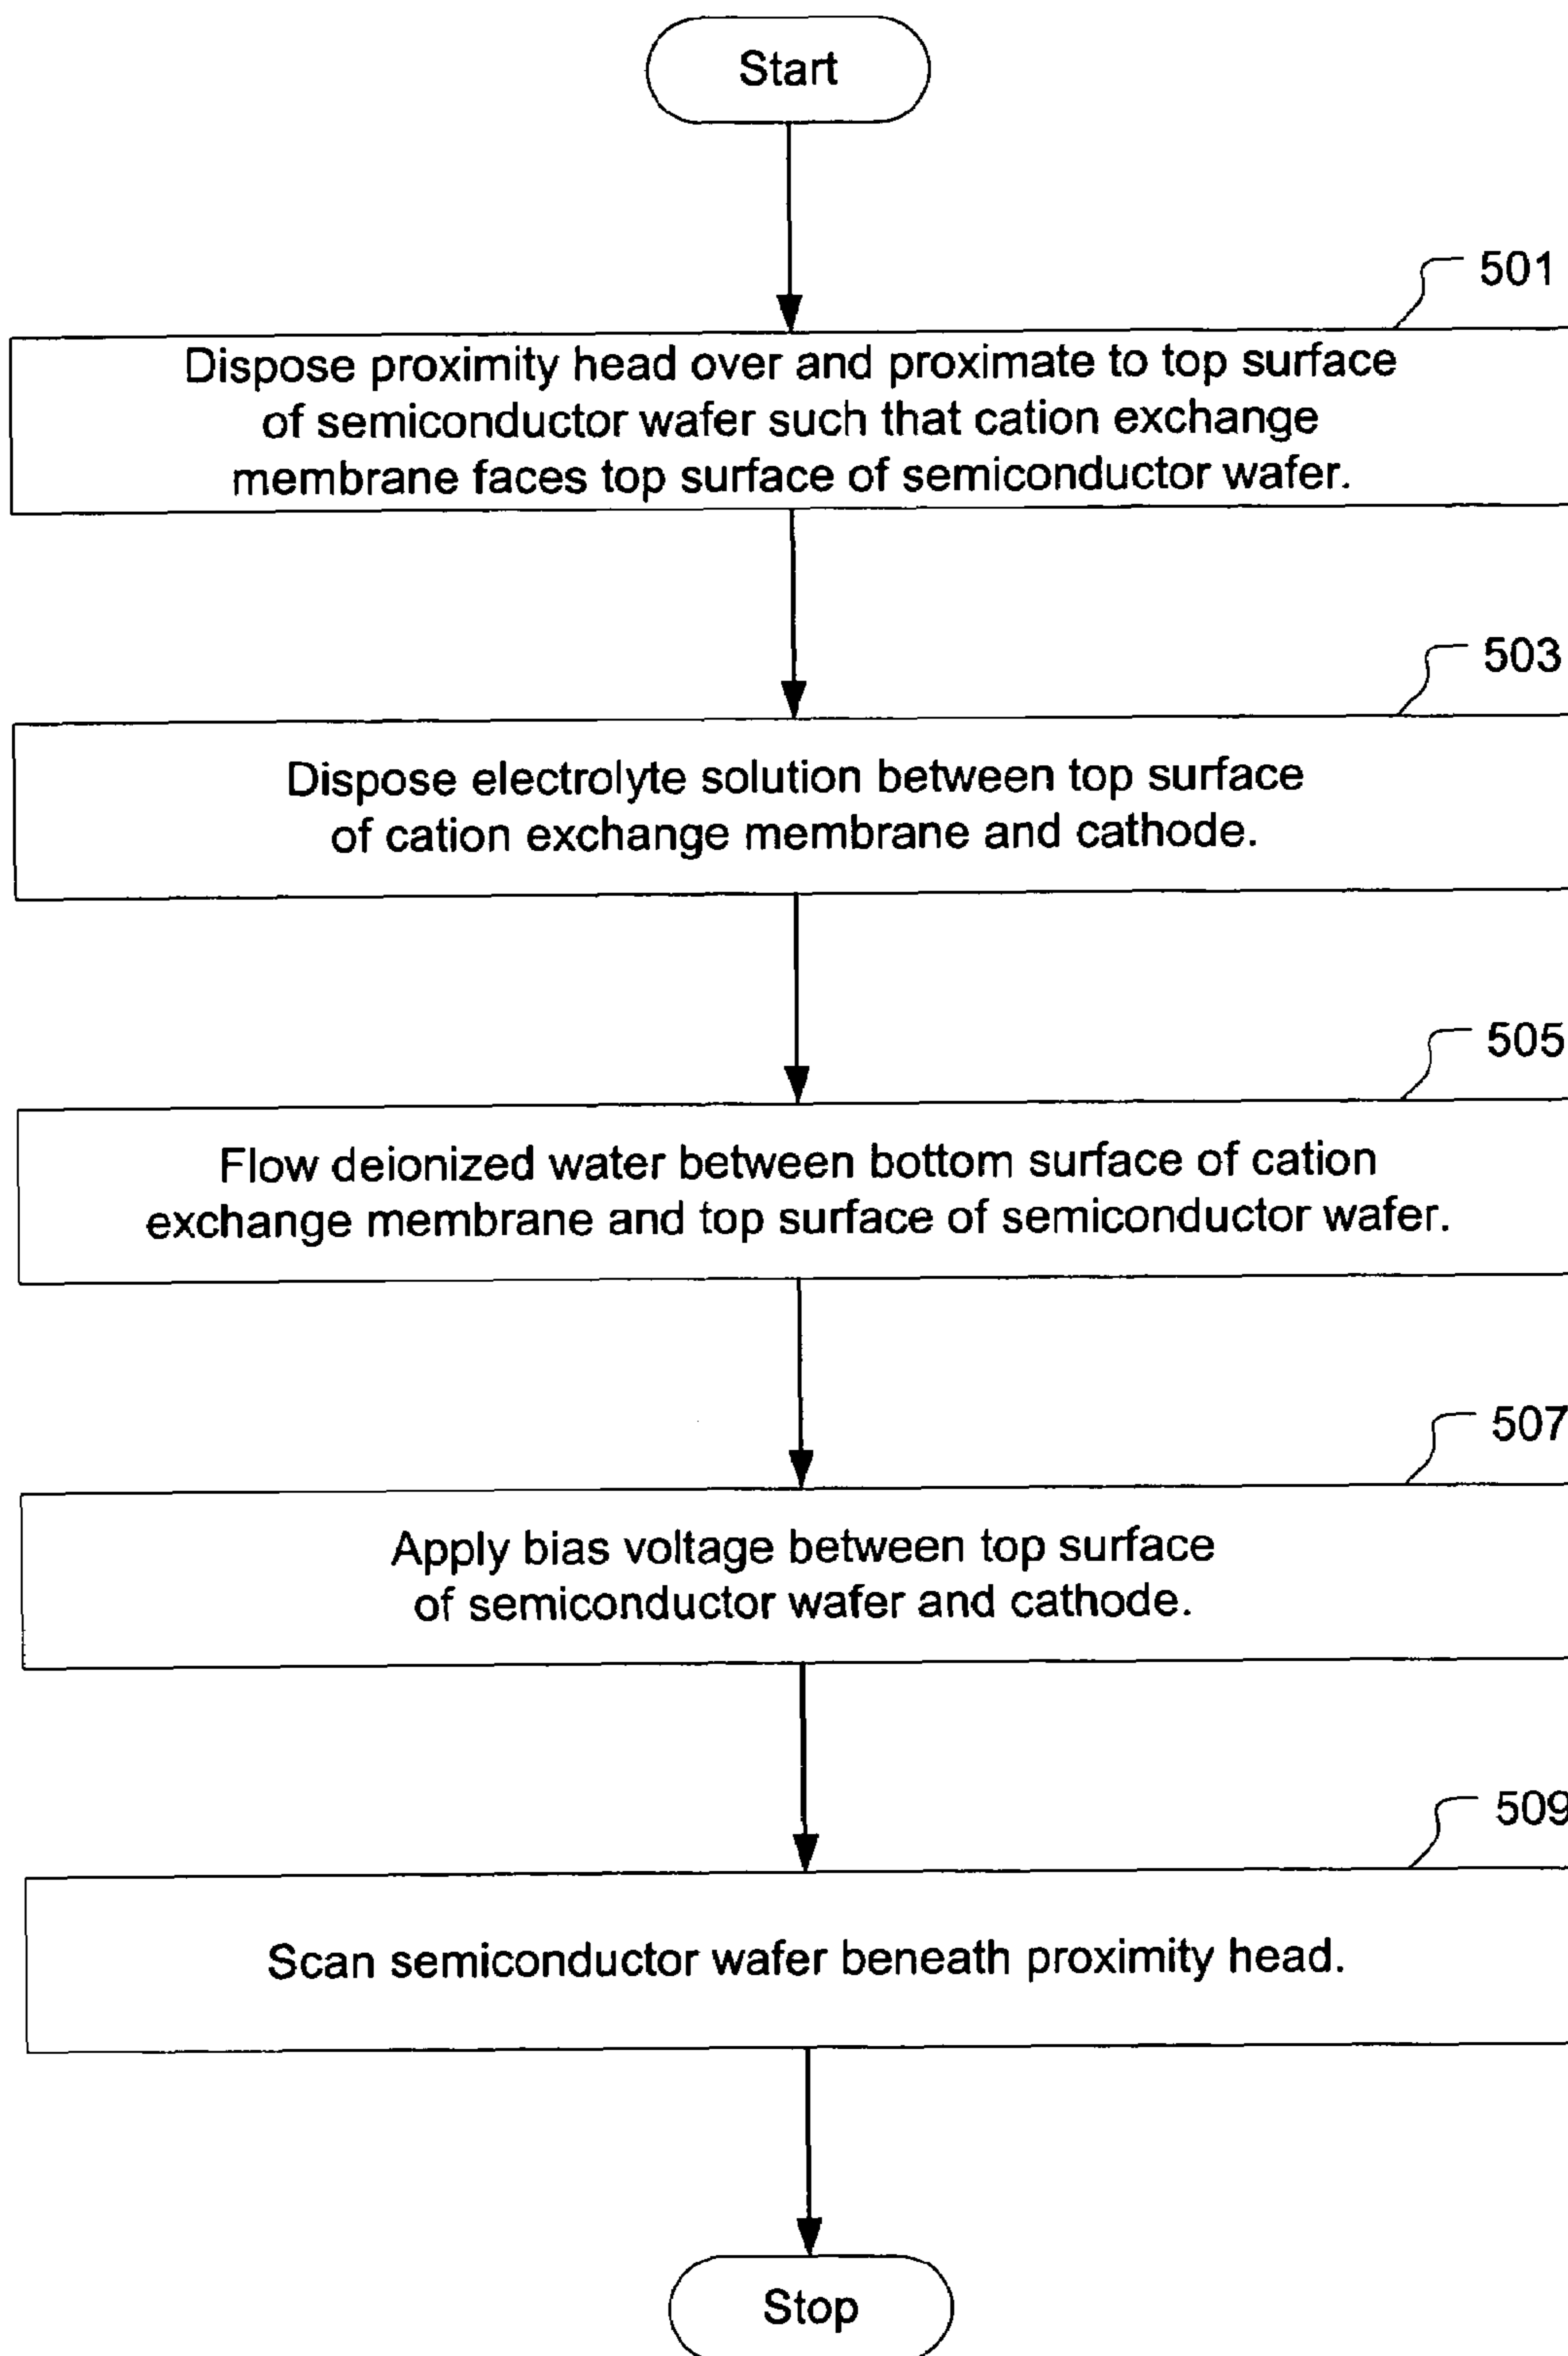 Start
501
Dispose proximity head over and proximate to top surface
of semiconductor wafer such that cation exchange
membrane faces top surface of semiconductor wafer.
503
Dispose electrolyte solution between top surface
of cation exchange membrane and cathode.
505
Flow deionized water between bottom surface of cation
exchange membrane and top surface of semiconductor wafer.
507
Apply bias voltage between top surface
of semiconductor wafer and cathode.
509
Scan semiconductor wafer beneath proximity head.
Stop